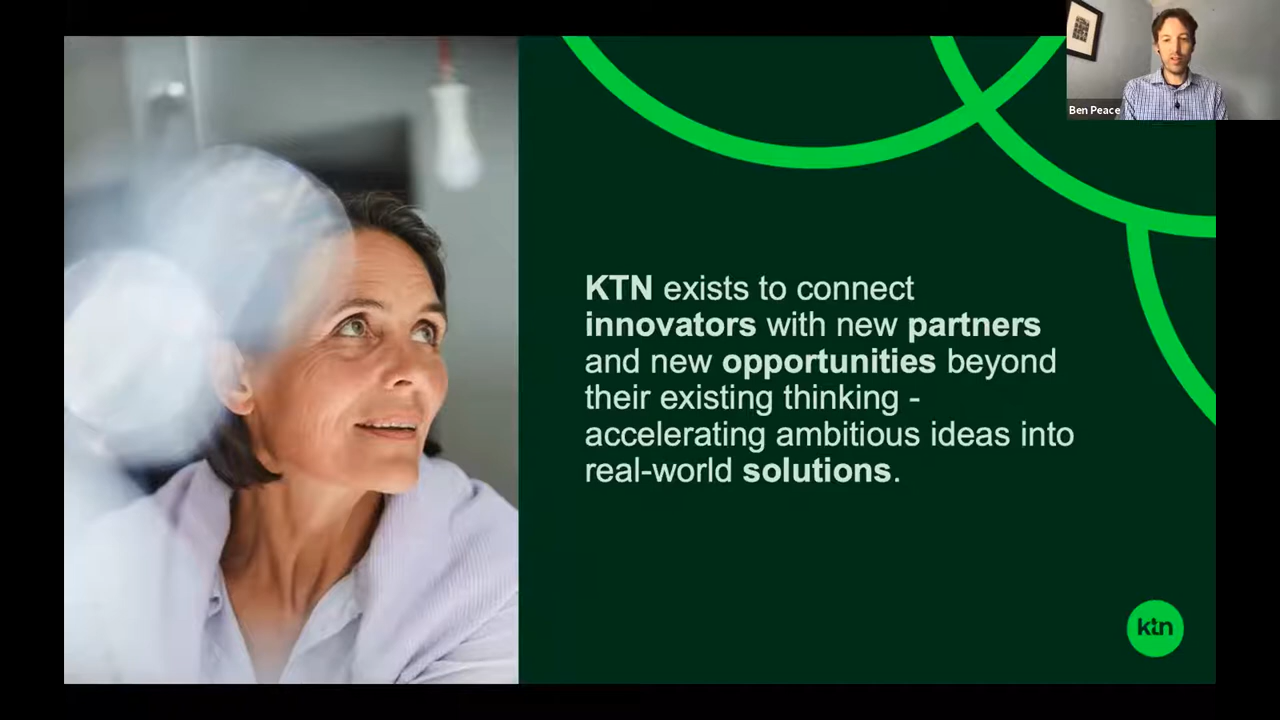 Ben Peace
KTN exists to connect
innovators with new partners
and new opportunities beyond
their existing thinking -
accelerating ambitious ideas into
real-world solutions.
ktn